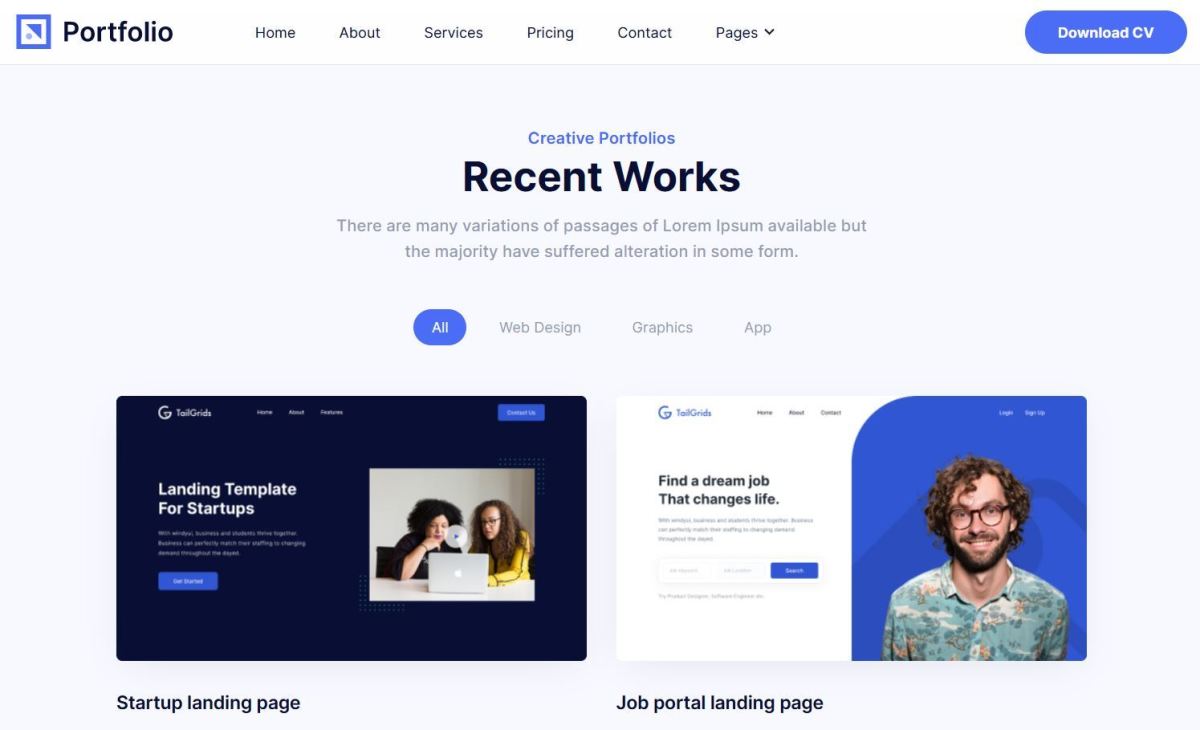 Portfolio
Home About Services Pricing Contact Pages
Download CV
Creative Portfolios
Recent Works
There are many variations of passages of Lorem Ipsum available but
the majority have suffered alteration in some form.
All Web Design Graphics App
TailGrids Home About Features Contact Us
Landing Template
For Startups
With windyui, business and students thrive together.
Business can perfectly match their staffing to changing
demand throughout the dayed.
Get Started
TailGrids Home About Contact Login Sign Up
Find a dream job
That changes life.
With windyui, business and students thrive together. Business
can perfectly match their staffing to changing demand
throughout the dayed.
Job Keyword Job Location Search
Try Product Designer, Software Engineer etc.
Startup landing page
Job portal landing page